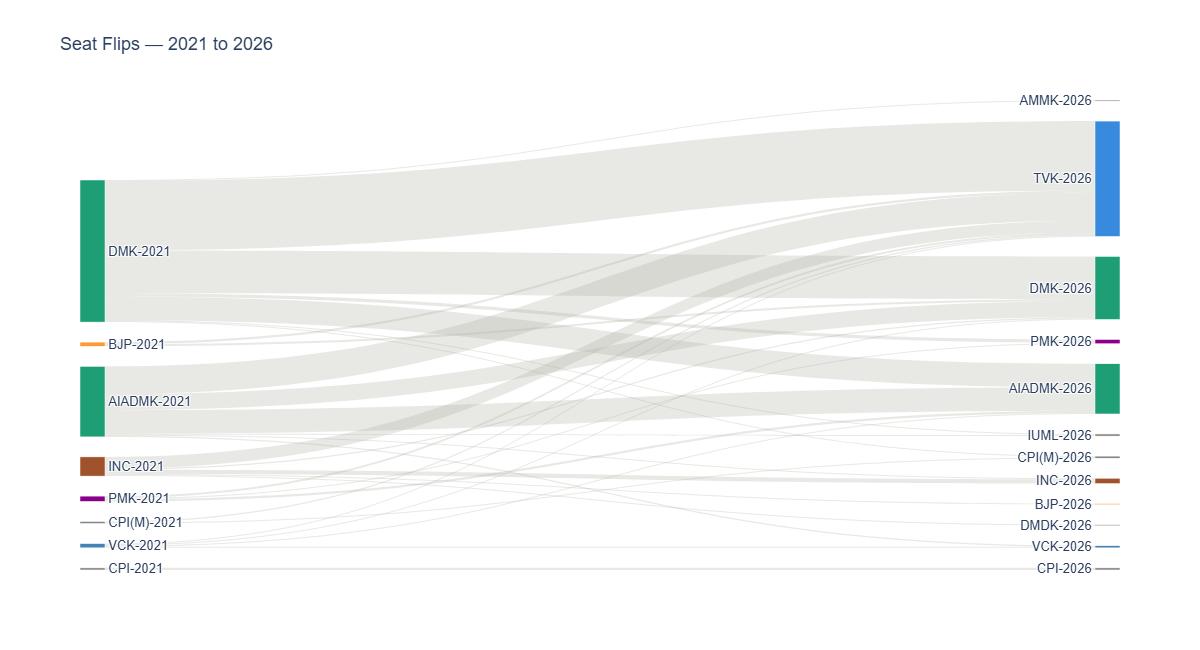 Seat Flips — 2021 to 2026
AMMK-2026
TVK-2026
DMK-2021
DMK-2026
BJP-2021
PMK-2026
AIADMK-2021
AIADMK-2026
IUML-2026
INC-2021
CPI(M)-2026
INC-2026
PMK-2021
BJP-2026
CPI(M)-2021
DMDK-2026
VCK-2021
VCK-2026
CPI-2021
CPI-2026